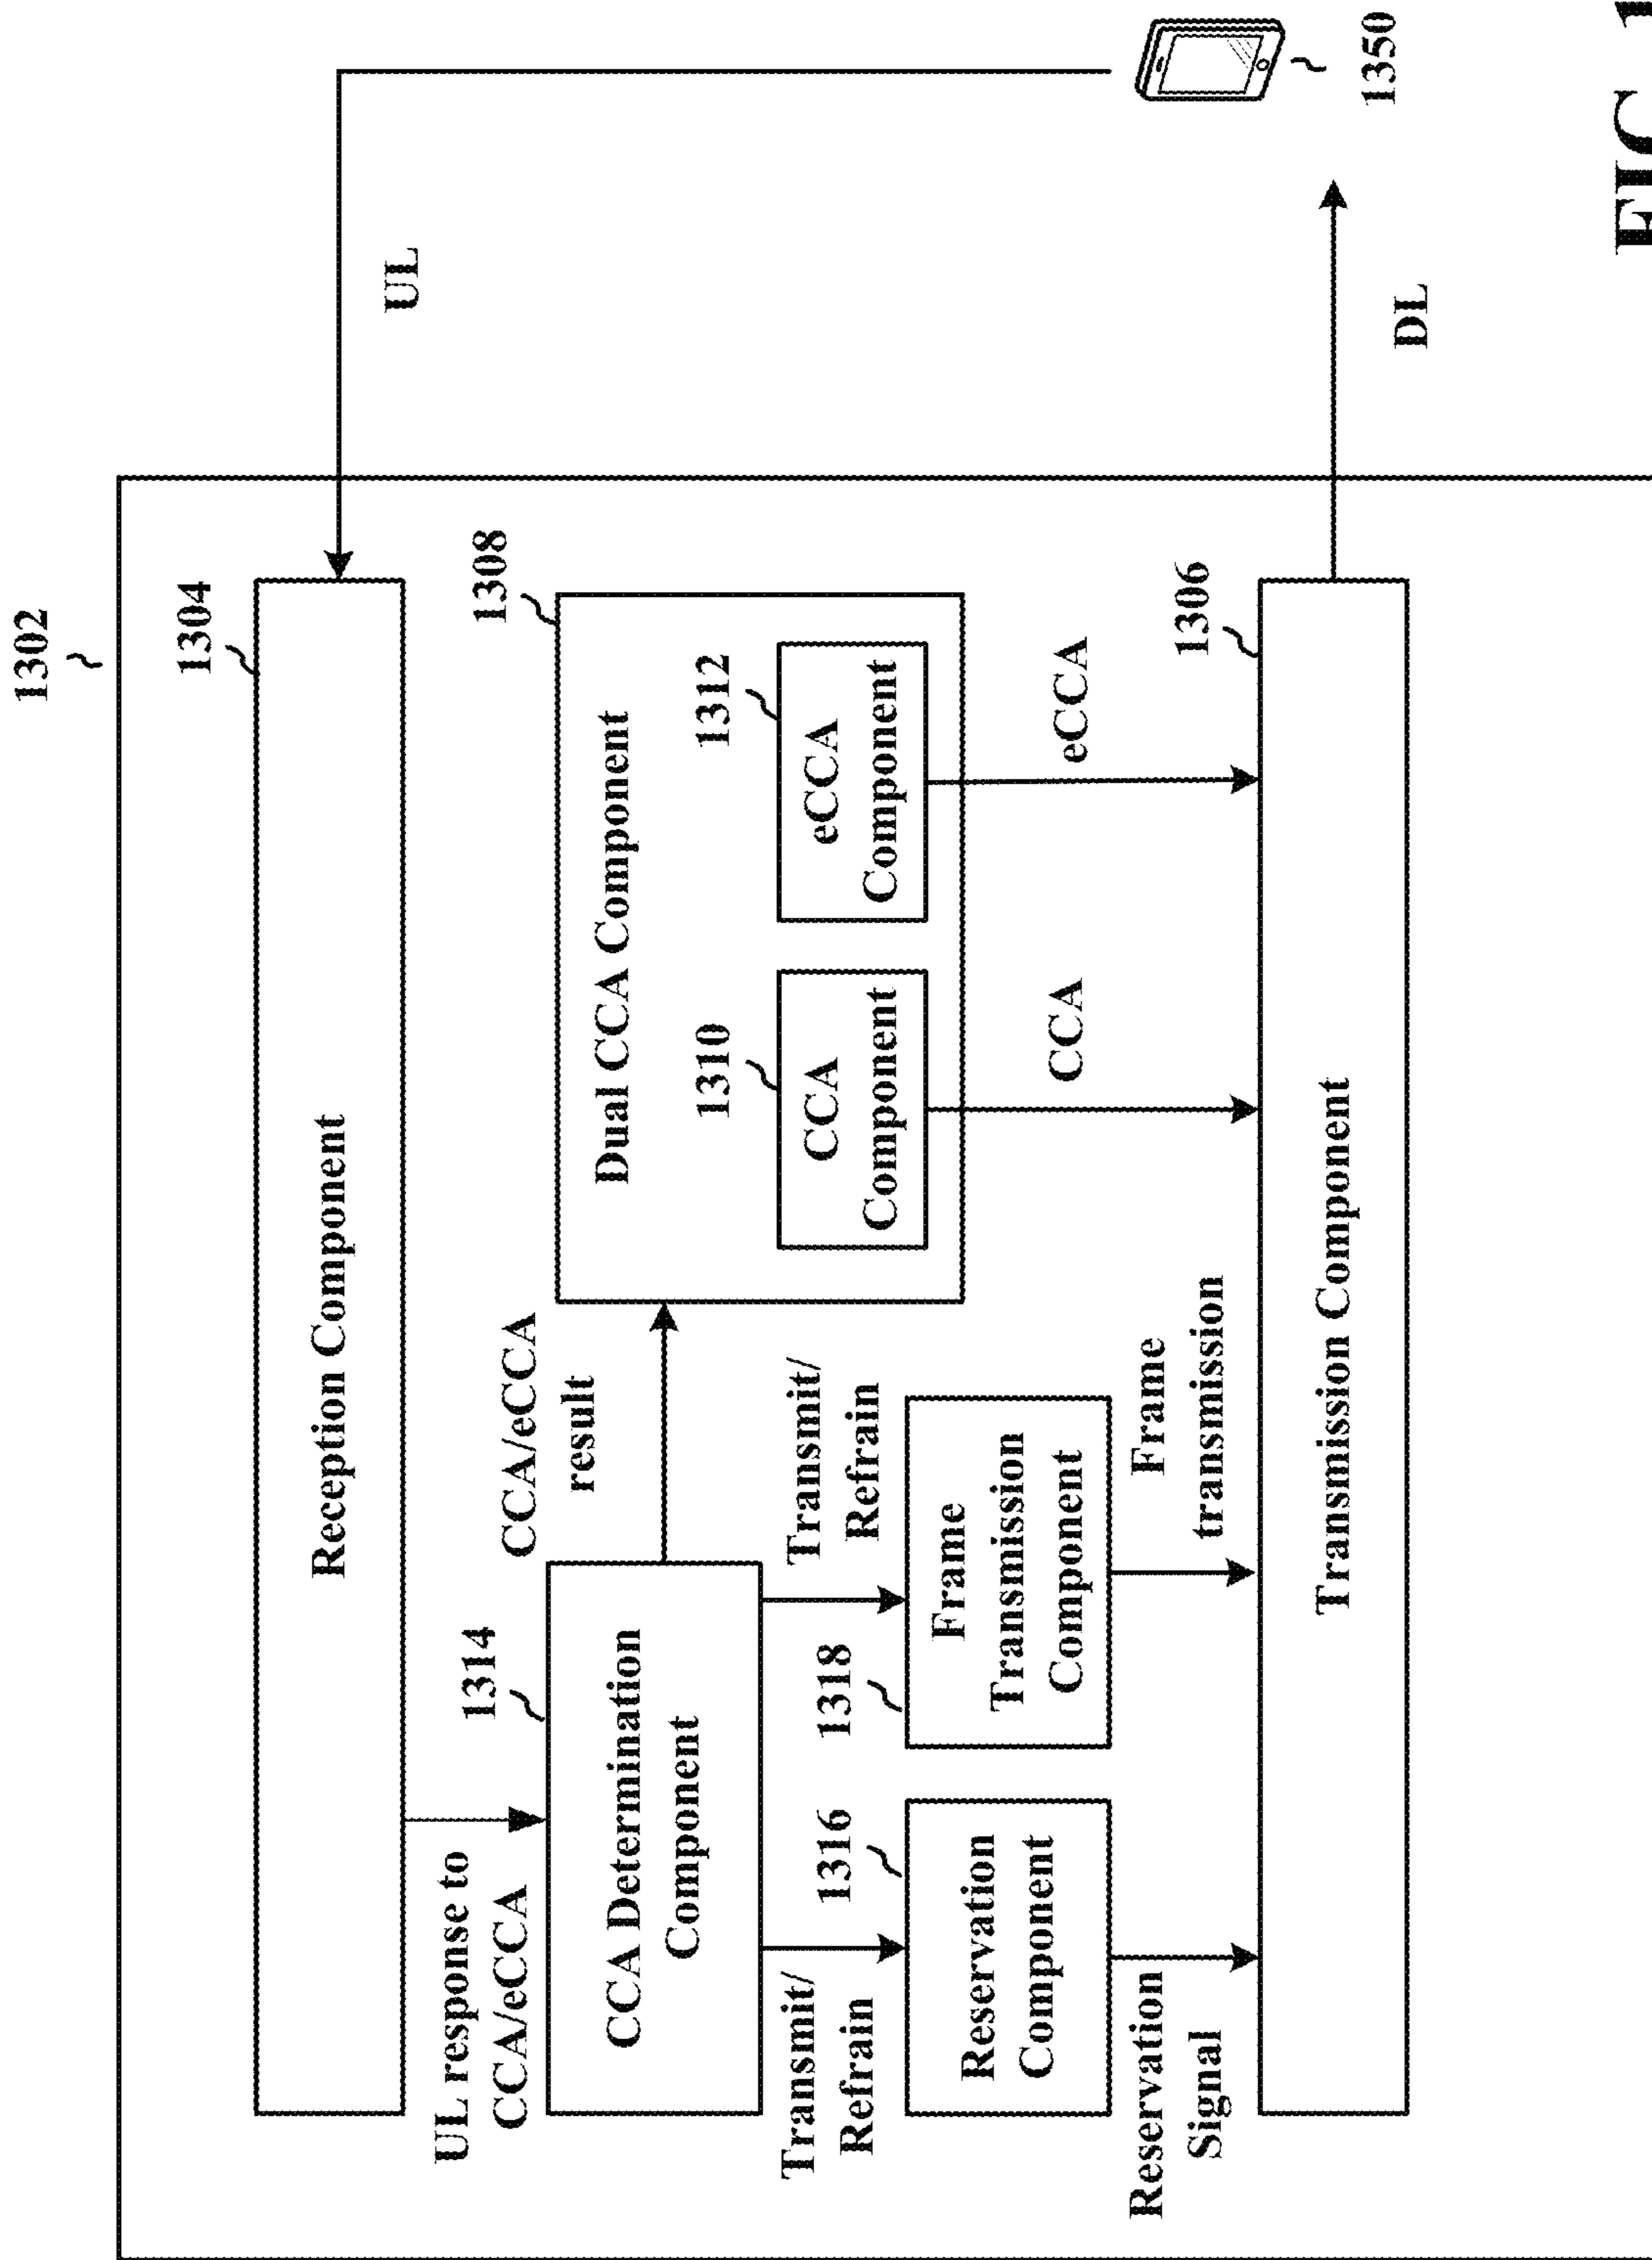 1302
1304
Reception Component
UL
UL response to
CCA/eCCA
1314
CCA Determination
Component
CCA/eCCA
result
1308
Dual CCA Component
1310
CCA
Component
1312
eCCA
Component
Transmit/
Refrain
1316
Reservation
Component
Transmit/
Refrain
1318
Frame
Transmission
Component
Reservation
Signal
Frame
transmission
CCA
eCCA
1306
Transmission Component
DL
1350